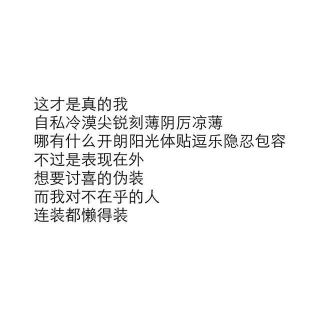 这才是真的我
自私冷漠尖锐刻薄阴厉凉薄
哪有什么开朗阳光体贴逗乐隐忍包容
不过是表现在外
想要讨喜的伪装
而我对不在乎的人
连装都懒得装